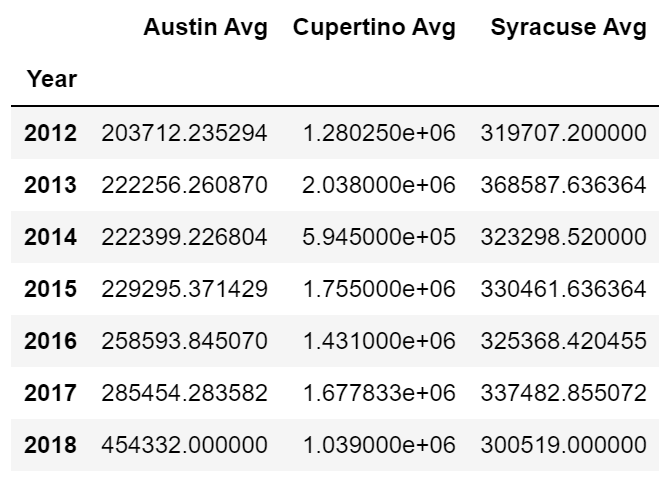 Austin Avg Cupertino Avg Syracuse Avg
Year
2012 203712.235294 1.280250e+06 319707.200000
2013 222256.260870 2.038000e+06 368587.636364
2014 222399.226804 5.945000e+05 323298.520000
2015 229295.371429 1.755000e+06 330461.636364
2016 258593.845070 1.431000e+06 325368.420455
2017 285454.283582 1.677833e+06 337482.855072
2018 454332.000000 1.039000e+06 300519.000000